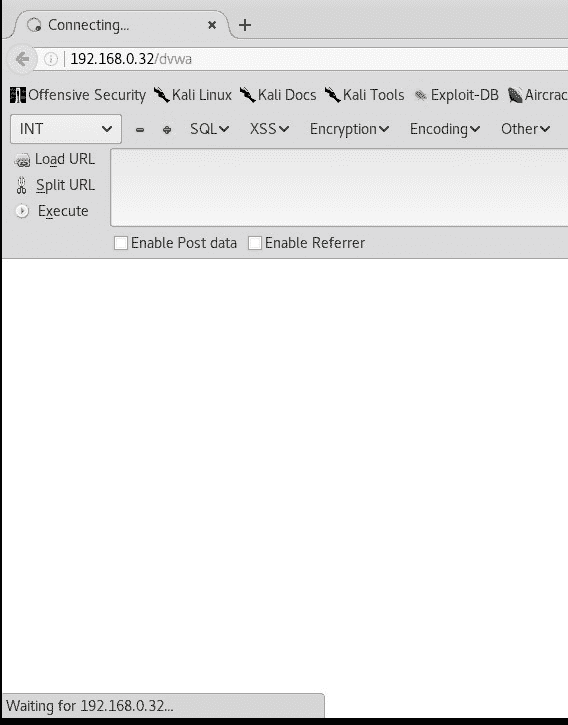 Connecting...
192.168.0.32/dvwa
Offensive Security Kali Linux Kali Docs Kali Tools Exploit-DB Aircrac
INT SQL XSS Encryption Encoding Other
Load URL
Split URL
Execute
Enable Post data Enable Referrer
Waiting for 192.168.0.32...